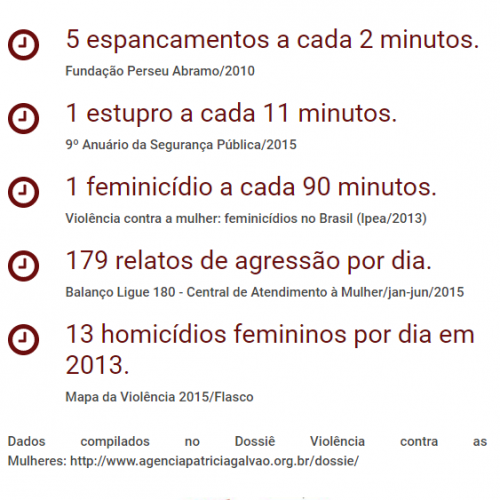 5 espancamentos a cada 2 minutos.
Fundação Perseu Abramo/2010
1 estupro a cada 11 minutos.
9º Anuário da Segurança Pública/2015
1 feminicídio a cada 90 minutos.
Violência contra a mulher: feminicídios no Brasil (Ipea/2013)
179 relatos de agressão por dia.
Balanço Ligue 180 - Central de Atendimento à Mulher/jan-jun/2015
13 homicídios femininos por dia em
2013.
Mapa da Violência 2015/Flasco
Dados compilados no Dossiê Violência contra as
Mulheres: http://www.agenciapatriciagalvao.org.br/dossie/